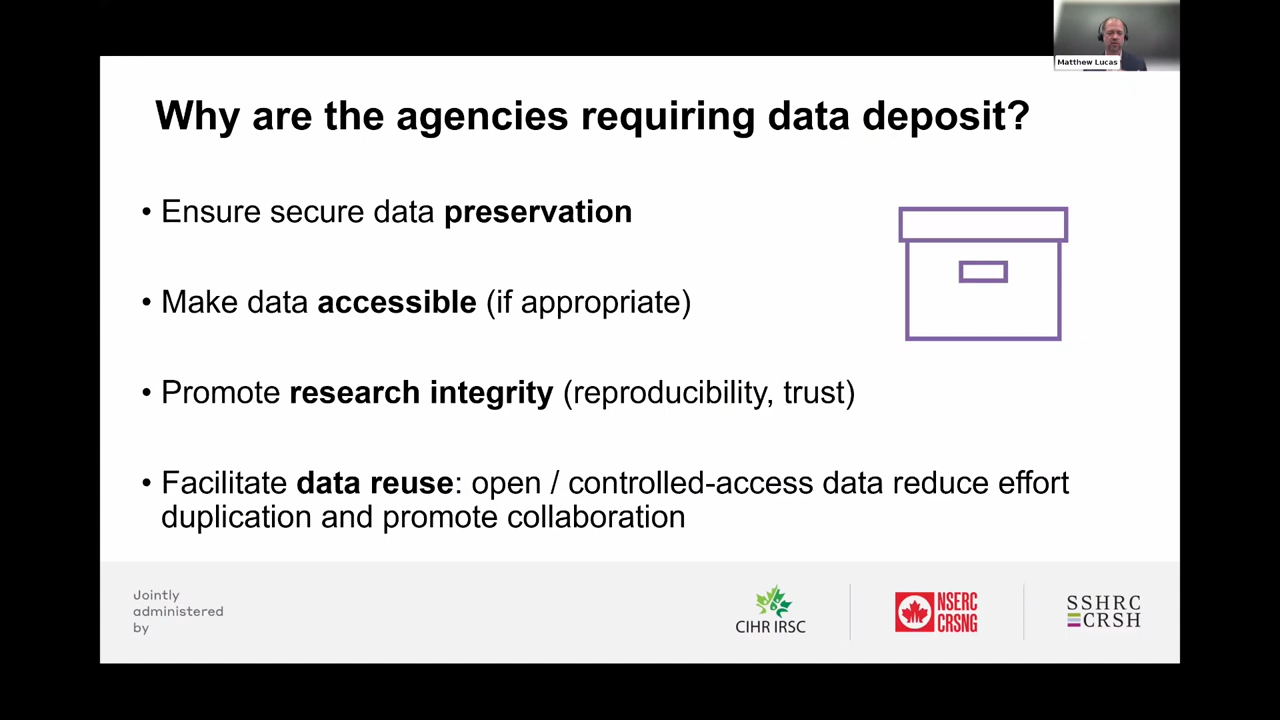 Matthew Lucas
Why are the agencies requiring data deposit?
• Ensure secure data preservation
• Make data accessible (if appropriate)
• Promote research integrity (reproducibility, trust)
• Facilitate data reuse: open / controlled-access data reduce effort
duplication and promote collaboration
Jointly
administered
by
CIHR IRSC
NSERC
CRSNG
SSHRC
CRSH